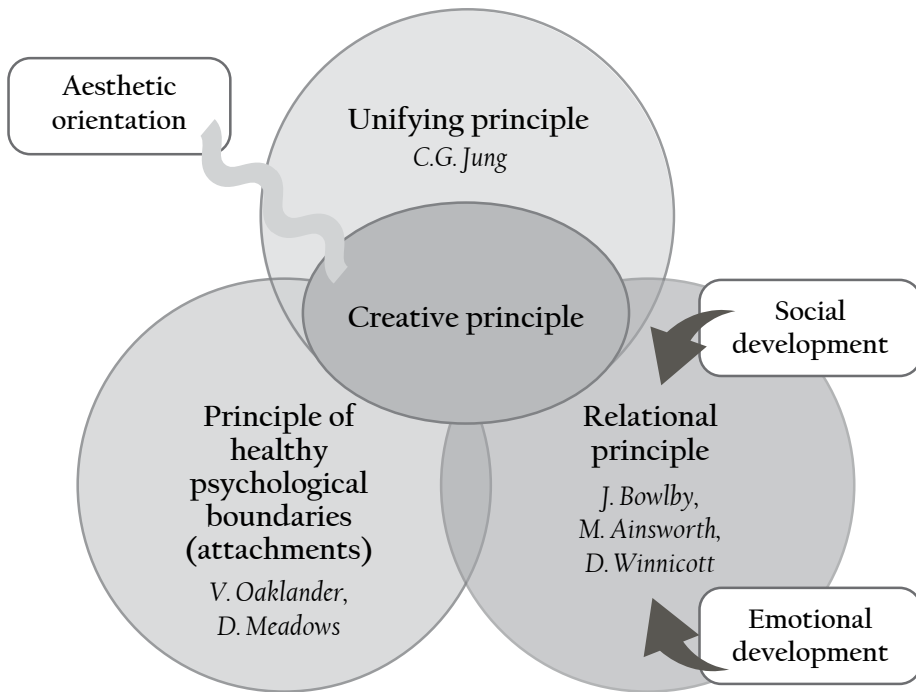 Aesthetic
orientation
Unifying principle
C.G. Jung
Creative principle
Social
development
Principle of
healthy
psychological
boundaries
(attachments)
V. Oaklander,
D. Meadows
Relational
principle
J. Bowlby,
M. Ainsworth,
D. Winnicott
Emotional
development